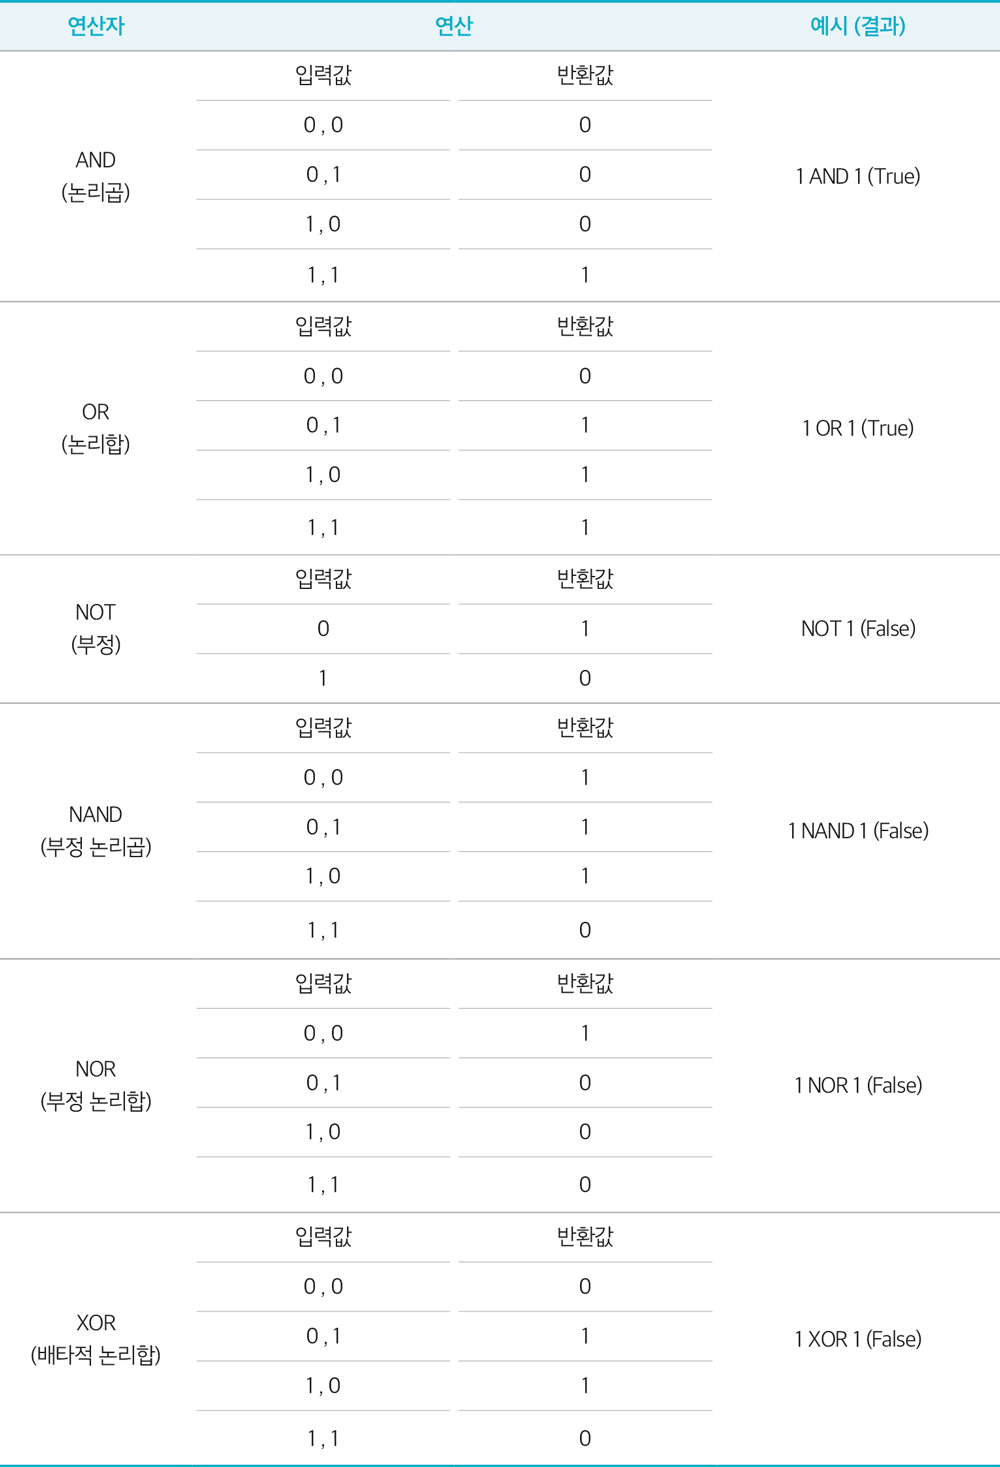 연산자 연산 예시 (결과)
입력값 반환값
0 , 0 0
AND
(논리곱)
0 , 1 0
1 AND 1 (True)
1 , 0 0
1 , 1 1
입력값 반환값
0 , 0 0
OR
(논리합)
0 , 1 1
1 OR 1 (True)
1 , 0 1
1 , 1 1
입력값 반환값
NOT
(부정)
0 1
NOT 1 (False)
1 0
입력값 반환값
0 , 0 1
NAND
(부정 논리곱)
0 , 1 1
1 NAND 1 (False)
1 , 0 1
1 , 1 0
입력값 반환값
0 , 0 1
NOR
(부정 논리합)
0 , 1 0
1 NOR 1 (False)
1 , 0 0
1 , 1 0
입력값 반환값
0 , 0 0
XOR
(배타적 논리합)
0 , 1 1
1 XOR 1 (False)
1 , 0 1
1 , 1 0